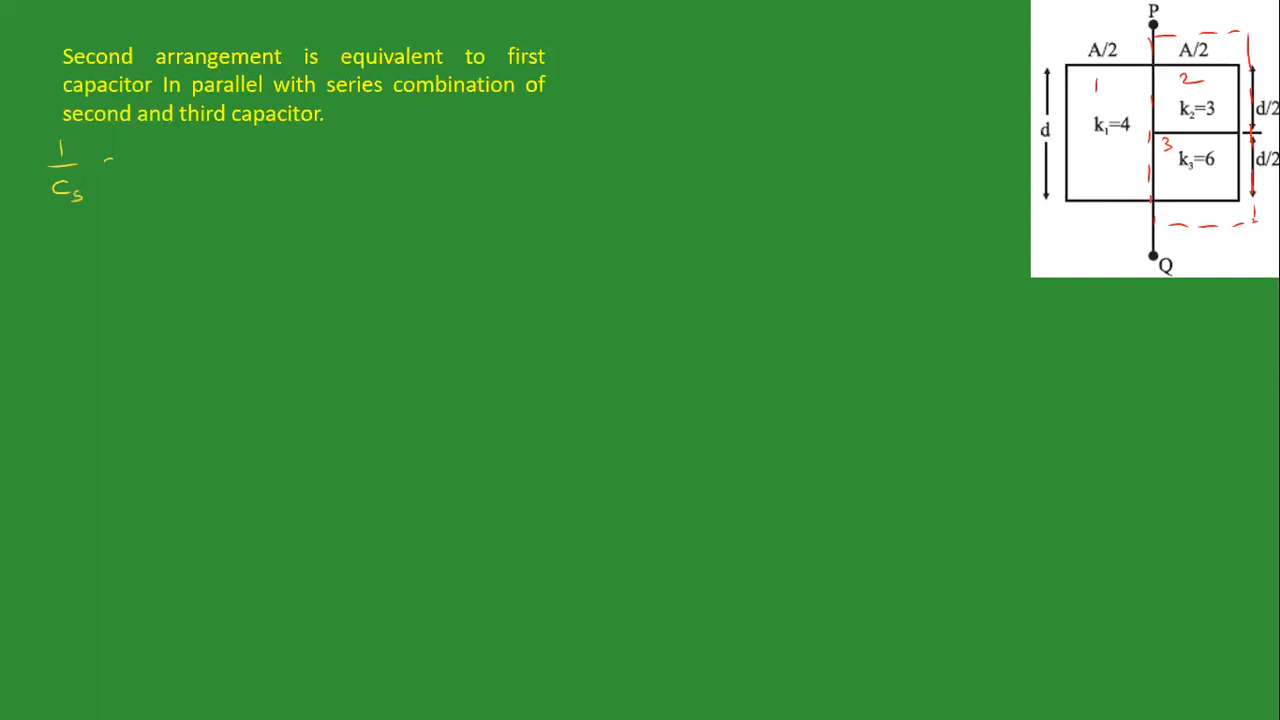 Second arrangement is equivalent to first
capacitor In parallel with series combination of
second and third capacitor.
1
Cs
P
A/2 A/2
1 2
k₂=3 d/2
d k₁=4
3
k₃=6 d/2
Q